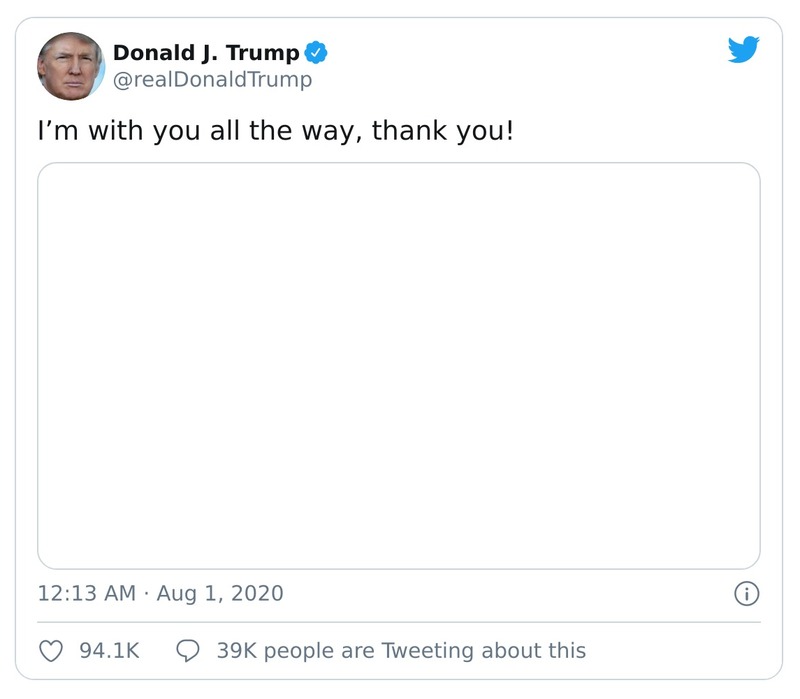 Donald J. Trump
@realDonaldTrump
I’m with you all the way, thank you!
12:13 AM · Aug 1, 2020
94.1K 39K people are Tweeting about this